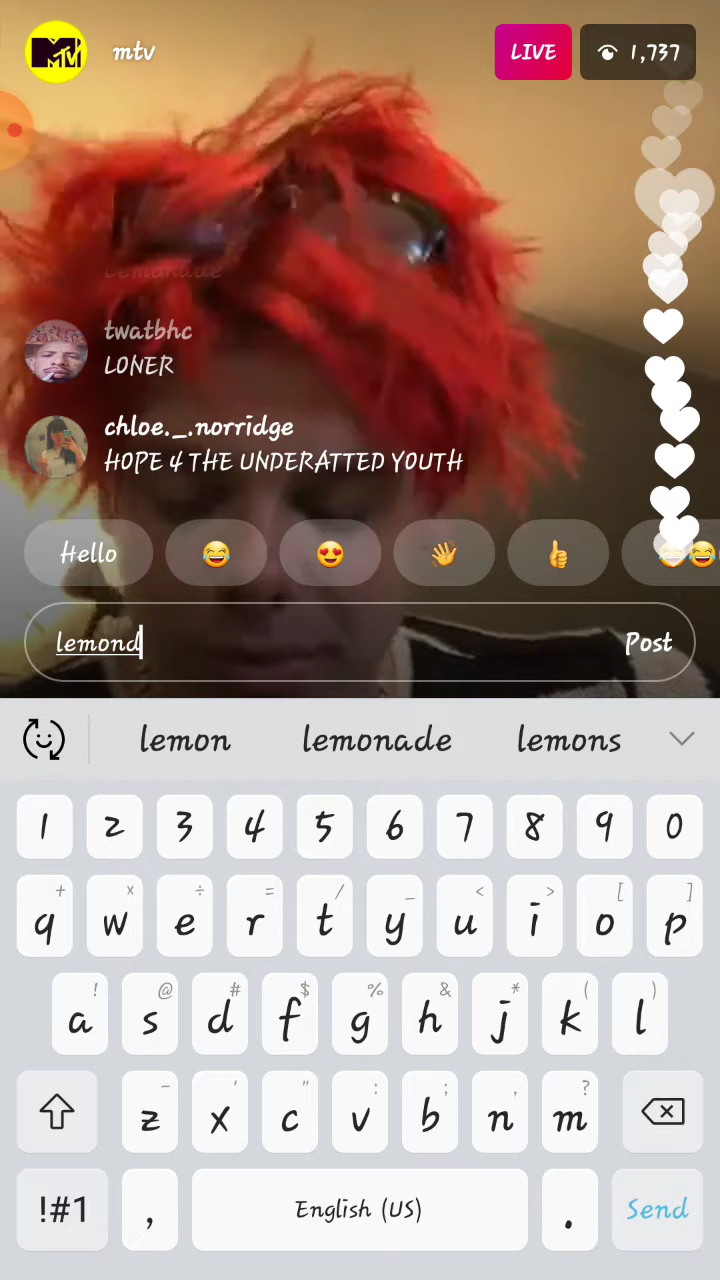 mtv
LIVE
1,737
Lemonade
twatbhc
LONER
chloe._.norridge
HOPE 4 THE UNDERATTED YOUTH
Hello
lemond
Post
lemon lemonade lemons
1 2 3 4 5 6 7 8 9 0
+ × ÷ = / _ < > [ ]
q w e r t y u i o p
! @ # $ % & * ( )
a s d f g h j k l
- ' " : ; , ?
z x c v b n m
!#1 , English (US) . Send